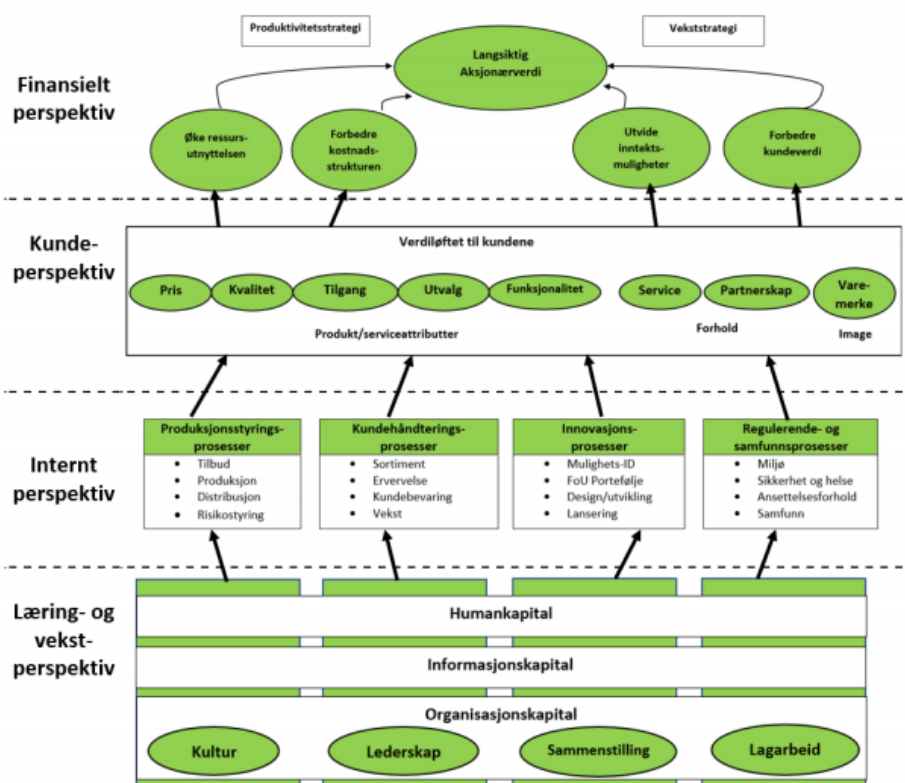 Produktivitetsstrategi
Vekststrategi
Langsiktig
Aksjonærverdi
Finansielt
perspektiv
Øke ressurs-
utnyttelsen
Forbedre
kostnads-
strukturen
Utvide
inntekts-
muligheter
Forbedre
kundeverdi
Kunde-
perspektiv
Verdiløftet til kundene
Pris
Kvalitet
Tilgang
Utvalg
Funksjonalitet
Service
Partnerskap
Vare-
merke
Produkt/serviceattributter
Forhold
Image
Internt
perspektiv
Produksjonsstyrings-
prosesser
• Tilbud
• Produksjon
• Distribusjon
• Risikostyring
Kundehåndterings-
prosesser
• Sortiment
• Ervervelse
• Kundebevaring
• Vekst
Innovasjons-
prosesser
• Mulighets-ID
• FoU Portefølje
• Design/utvikling
• Lansering
Regulerende- og
samfunnsprosesser
• Miljø
• Sikkerhet og helse
• Ansettelsesforhold
• Samfunn
Læring- og
vekst-
perspektiv
Humankapital
Informasjonskapital
Organisasjonskapital
Kultur
Lederskap
Sammenstilling
Lagarbeid